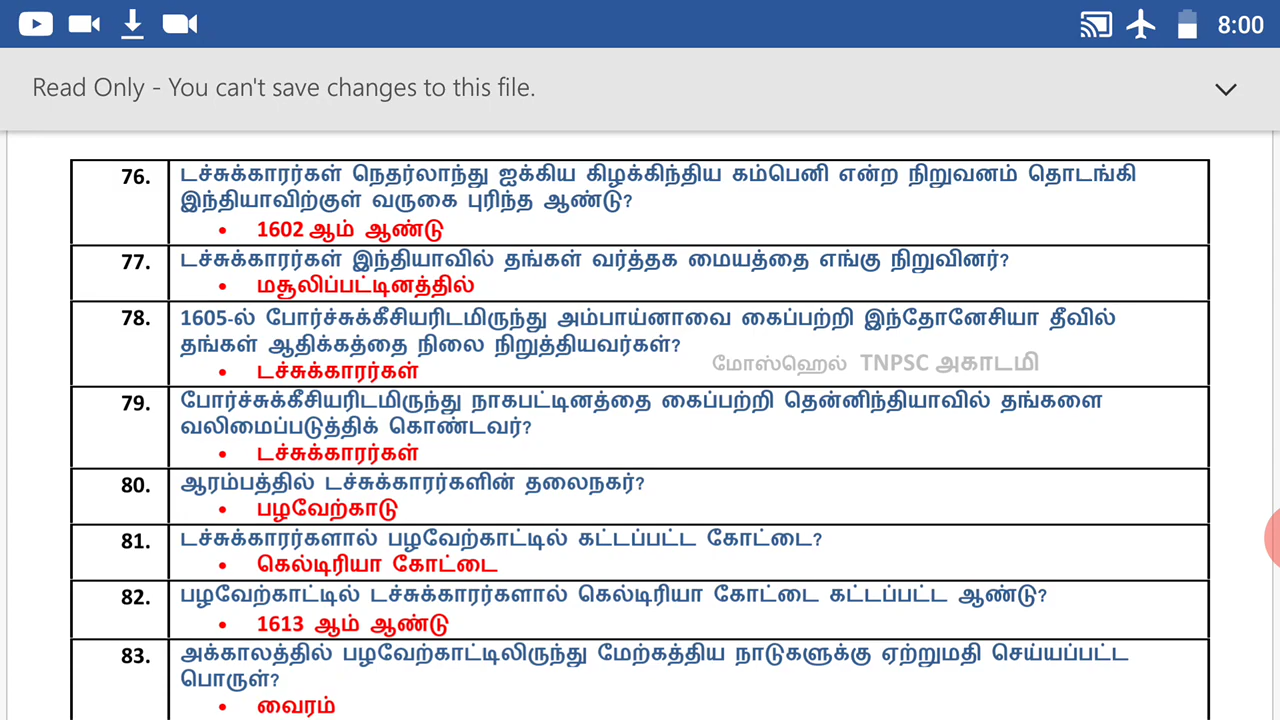 8:00
Read Only - You can't save changes to this file.
76. டச்சுக்காரர்கள் நெதர்லாந்து ஐக்கிய கிழக்கிந்திய கம்பெனி என்ற நிறுவனம் தொடங்கி
இந்தியாவிற்குள் வருகை புரிந்த ஆண்டு?
• 1602 ஆம் ஆண்டு
77. டச்சுக்காரர்கள் இந்தியாவில் தங்கள் வர்த்தக மையத்தை எங்கு நிறுவினர்?
• மசூலிப்பட்டினத்தில்
78. 1605-ல் போர்ச்சுக்கீசியரிடமிருந்து அம்பாய்னாவை கைப்பற்றி இந்தோனேசியா தீவில்
தங்கள் ஆதிக்கத்தை நிலை நிறுத்தியவர்கள்?
மோஸ்ஹெல் TNPSC அகாடமி
• டச்சுக்காரர்கள்
79. போர்ச்சுக்கீசியரிடமிருந்து நாகபட்டினத்தை கைப்பற்றி தென்னிந்தியாவில் தங்களை
வலிமைப்படுத்திக் கொண்டவர்?
• டச்சுக்காரர்கள்
80. ஆரம்பத்தில் டச்சுக்காரர்களின் தலைநகர்?
• பழவேற்காடு
81. டச்சுக்காரர்களால் பழவேற்காட்டில் கட்டப்பட்ட கோட்டை?
• கெல்டிரியா கோட்டை
82. பழவேற்காட்டில் டச்சுக்காரர்களால் கெல்டிரியா கோட்டை கட்டப்பட்ட ஆண்டு?
• 1613 ஆம் ஆண்டு
83. அக்காலத்தில் பழவேற்காட்டிலிருந்து மேற்கத்திய நாடுகளுக்கு ஏற்றுமதி செய்யப்பட்ட
பொருள்?
• வைரம்